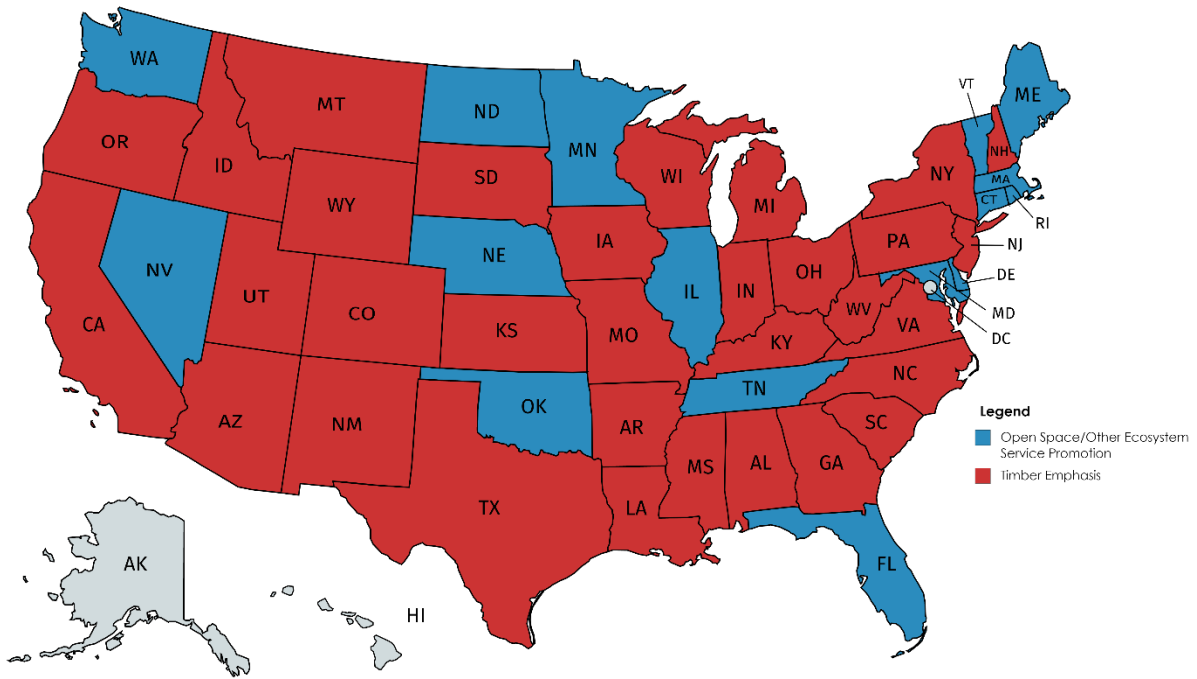 WA
MT
ND
MN
VT
ME
OR
ID
SD
WI
MI
NY
NH
MA
CT
RI
WY
NV
UT
CO
NE
IA
IL
IN
OH
PA
NJ
DE
MD
DC
CA
KS
MO
KY
WV
VA
AZ
NM
OK
AR
TN
NC
SC
TX
LA
MS
AL
GA
FL
AK
HI
Legend
Open Space/Other Ecosystem
Service Promotion
Timber Emphasis